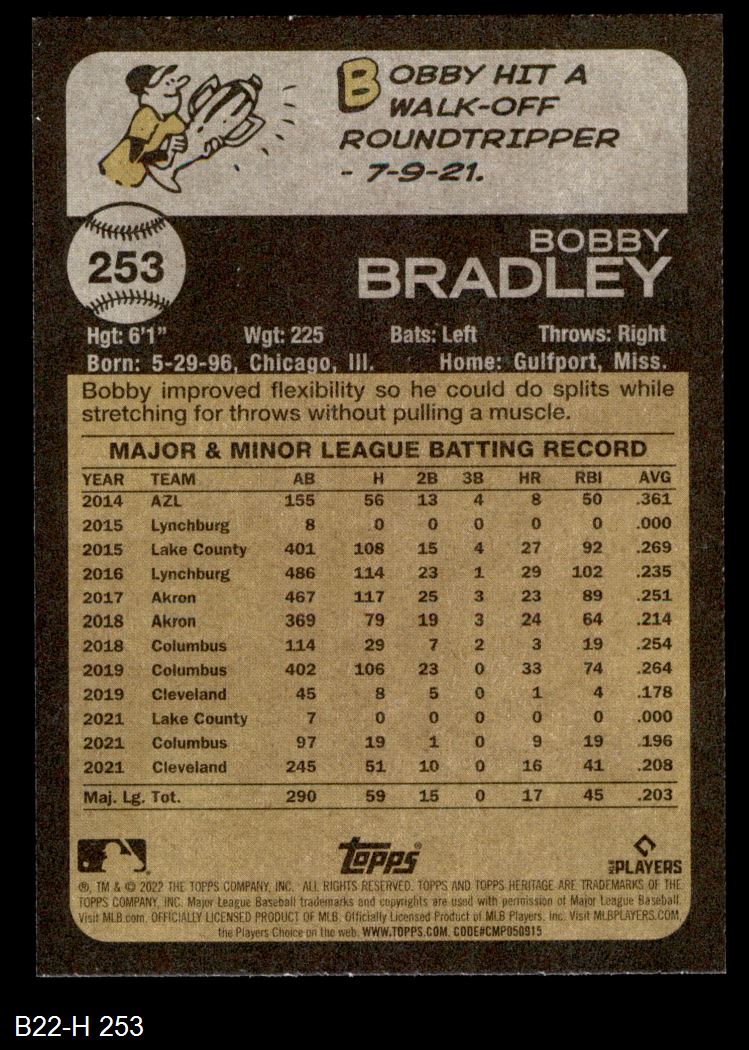 BOBBY HIT A
WALK-OFF
ROUNDTRIPPER
- 7-9-21.
253
BOBBY
BRADLEY
Hgt: 6'1" Wgt: 225 Bats: Left Throws: Right
Born: 5-29-96, Chicago, Ill. Home: Gulfport, Miss.
Bobby improved flexibility so he could do splits while
stretching for throws without pulling a muscle.
MAJOR & MINOR LEAGUE BATTING RECORD
YEAR TEAM AB H 2B 3B HR RBI AVG
2014 AZL 155 56 13 4 8 50 .361
2015 Lynchburg 8 0 0 0 0 0 .000
2015 Lake County 401 108 15 4 27 92 .269
2016 Lynchburg 486 114 23 1 29 102 .235
2017 Akron 467 117 25 3 23 89 .251
2018 Akron 369 79 19 3 24 64 .214
2018 Columbus 114 29 7 2 3 19 .254
2019 Columbus 402 106 23 0 33 74 .264
2019 Cleveland 45 8 5 0 1 4 .178
2021 Lake County 7 0 0 0 0 0 .000
2021 Columbus 97 19 1 0 9 19 .196
2021 Cleveland 245 51 10 0 16 41 .208
Maj. Lg. Tot. 290 59 15 0 17 45 .203
Topps
MLB PLAYERS
®, TM & © 2022 THE TOPPS COMPANY, INC. ALL RIGHTS RESERVED. TOPPS AND TOPPS HERITAGE ARE TRADEMARKS OF THE
TOPPS COMPANY, INC. Major League Baseball trademarks and copyrights are used with permission of Major League Baseball.
Visit MLB.com. OFFICIALLY LICENSED PRODUCT OF MLB. Officially Licensed Product of MLB Players, Inc. Visit MLBPLAYERS.COM,
the Players Choice on the web. WWW.TOPPS.COM. CODE#CMP050915
B22-H 253